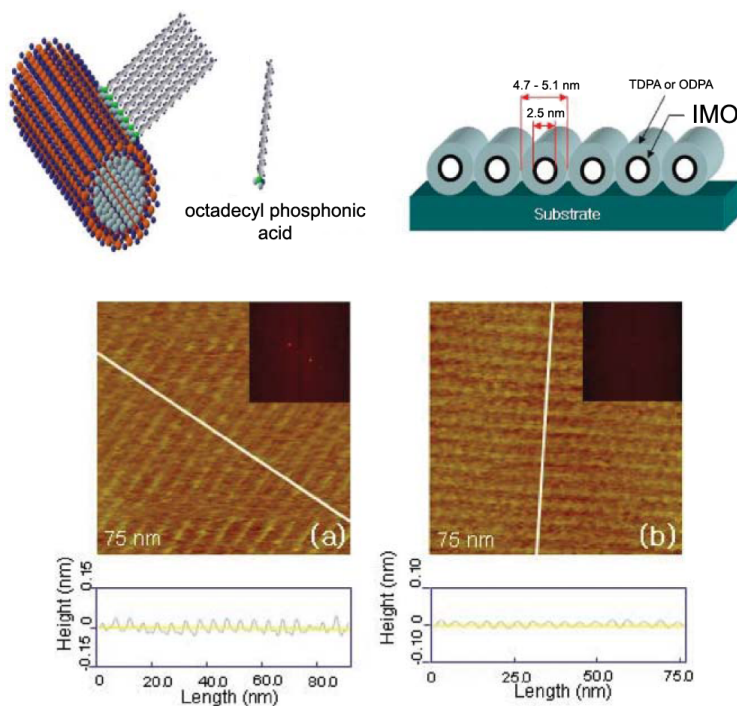 octadecyl phosphonic
acid
4.7 - 5.1 nm
2.5 nm
TDPA or ODPA
IMO
Substrate
75 nm
(a)
75 nm
(b)
Height (nm)
0.15
0
-0.15
0
20.0
40.0
60.0
80.0
Length (nm)
Height (nm)
0.10
0
-0.10
0
25.0
50.0
75.0
Length (nm)